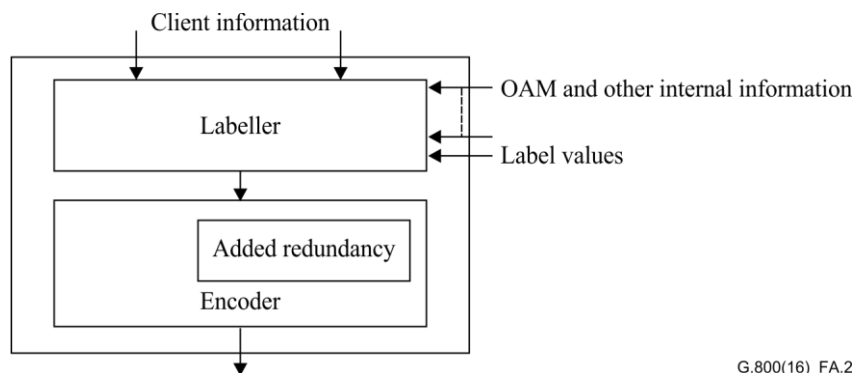 Client information
OAM and other internal information
Labeller
Label values
Added redundancy
Encoder
G.800(16)_FA.2